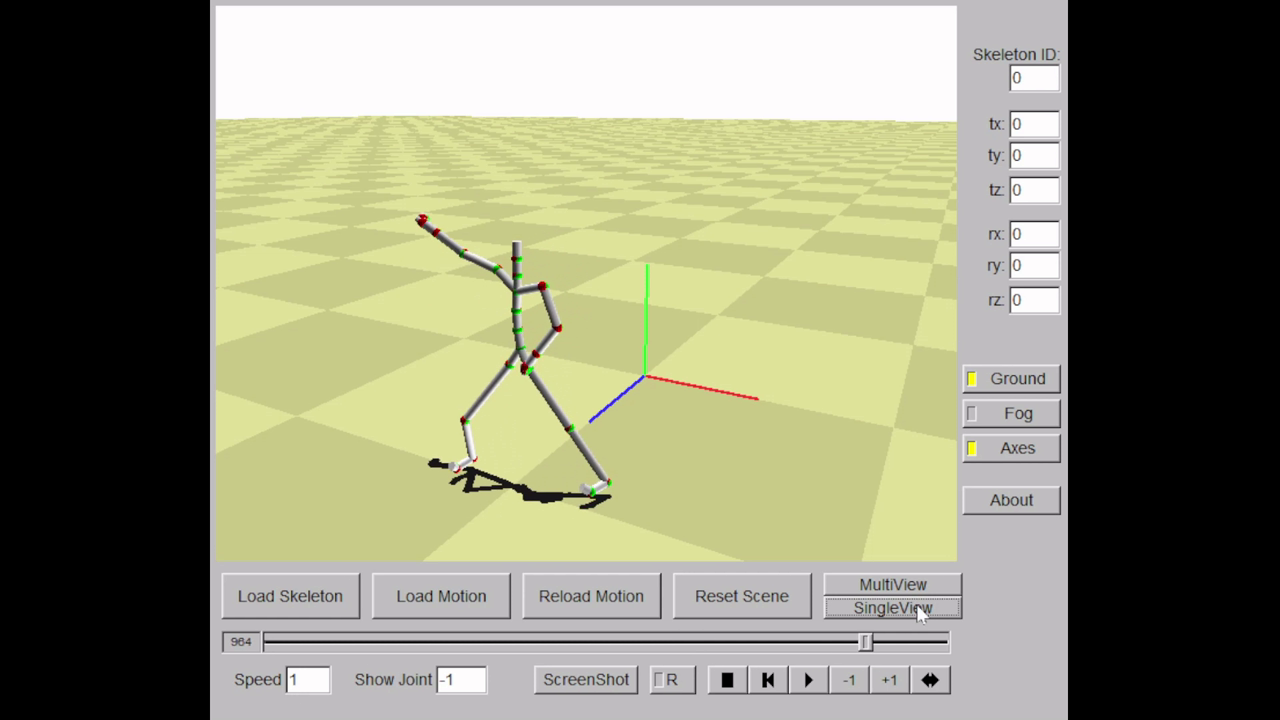 Skeleton ID:
0
tx: 0
ty: 0
tz: 0
rx: 0
ry: 0
rz: 0
Ground
Fog
Axes
About
Load Skeleton
Load Motion
Reload Motion
Reset Scene
MultiView
SingleView
964
Speed 1
Show Joint -1
ScreenShot
R
-1
+1